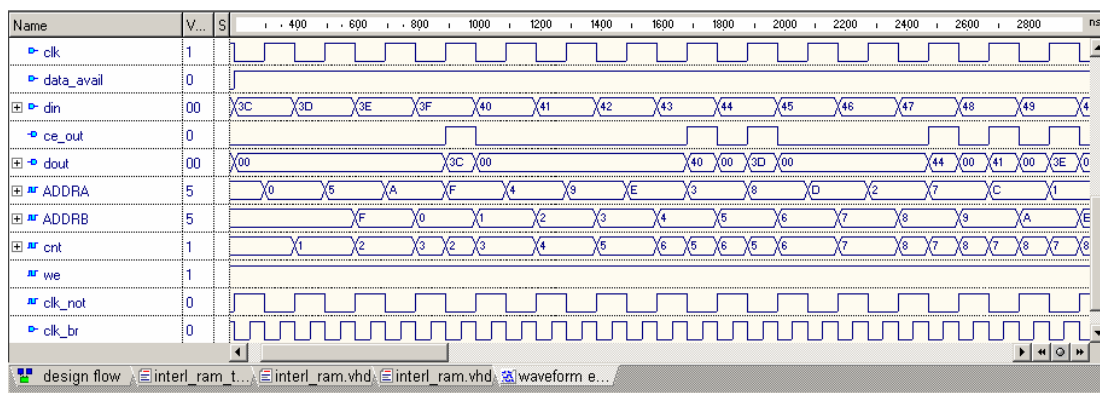 Name V... S 400 600 800 1000 1200 1400 1600 1800 2000 2200 2400 2600 2800 ns
clk 1
data_avail 0
din 00 3C 3D 3E 3F 40 41 42 43 44 45 46 47 48 49 4
ce_out 0
dout 00 00 3C 00 40 00 3D 00 44 00 41 00 3E 0
ADDRA 5 0 5 A F 4 9 E 3 8 D 2 7 C 1
ADDRB 5 F 0 1 2 3 4 5 6 7 8 9 A E
cnt 1 1 2 3 2 3 4 5 6 5 6 5 6 7 8 7 8 7 8 7 8
we 1
clk_not 0
clk_br 0
design flow interl_ram_t... interl_ram.vhd interl_ram.vhd waveform e...